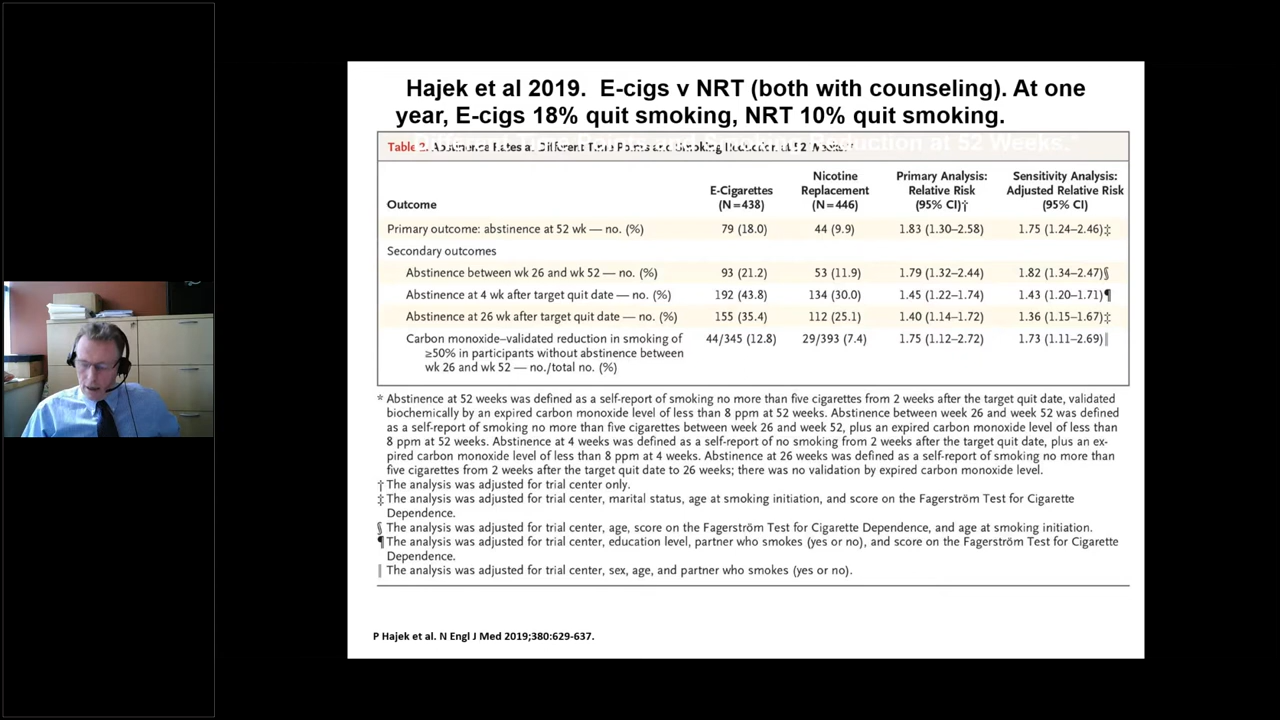 Hajek et al 2019. E-cigs v NRT (both with counseling). At one
year, E-cigs 18% quit smoking, NRT 10% quit smoking.
Table Abstinence Rates at Different Time Points and Smoking Reduction at 52 Weeks.*
E-Cigarettes
(N=438)
Nicotine
Replacement
(N=446)
Primary Analysis:
Relative Risk
(95% CI)†
Sensitivity Analysis:
Adjusted Relative Risk
(95% CI)
Outcome
Primary outcome: abstinence at 52 wk — no. (%) 79 (18.0) 44 (9.9) 1.83 (1.30–2.58) 1.75 (1.24–2.46)‡
Secondary outcomes
Abstinence between wk 26 and wk 52 — no. (%) 93 (21.2) 53 (11.9) 1.79 (1.32–2.44) 1.82 (1.34–2.47)§
Abstinence at 4 wk after target quit date — no. (%) 192 (43.8) 134 (30.0) 1.45 (1.22–1.74) 1.43 (1.20–1.71)¶
Abstinence at 26 wk after target quit date — no. (%) 155 (35.4) 112 (25.1) 1.40 (1.14–1.72) 1.36 (1.15–1.67)‡
Carbon monoxide–validated reduction in smoking of 44/345 (12.8) 29/393 (7.4) 1.75 (1.12–2.72) 1.73 (1.11–2.69)‖
≥50% in participants without abstinence between
wk 26 and wk 52 — no./total no. (%)
* Abstinence at 52 weeks was defined as a self-report of smoking no more than five cigarettes from 2 weeks after the target quit date, validated
biochemically by an expired carbon monoxide level of less than 8 ppm at 52 weeks. Abstinence between week 26 and week 52 was defined
as a self-report of smoking no more than five cigarettes between week 26 and week 52, plus an expired carbon monoxide level of less than
8 ppm at 52 weeks. Abstinence at 4 weeks was defined as a self-report of no smoking from 2 weeks after the target quit date, plus an ex-
pired carbon monoxide level of less than 8 ppm at 4 weeks. Abstinence at 26 weeks was defined as a self-report of smoking no more than
five cigarettes from 2 weeks after the target quit date to 26 weeks; there was no validation by expired carbon monoxide level.
† The analysis was adjusted for trial center only.
‡ The analysis was adjusted for trial center, marital status, age at smoking initiation, and score on the Fagerström Test for Cigarette
Dependence.
§ The analysis was adjusted for trial center, age, score on the Fagerström Test for Cigarette Dependence, and age at smoking initiation.
¶ The analysis was adjusted for trial center, education level, partner who smokes (yes or no), and score on the Fagerström Test for Cigarette
Dependence.
‖ The analysis was adjusted for trial center, sex, age, and partner who smokes (yes or no).
P Hajek et al. N Engl J Med 2019;380:629-637.